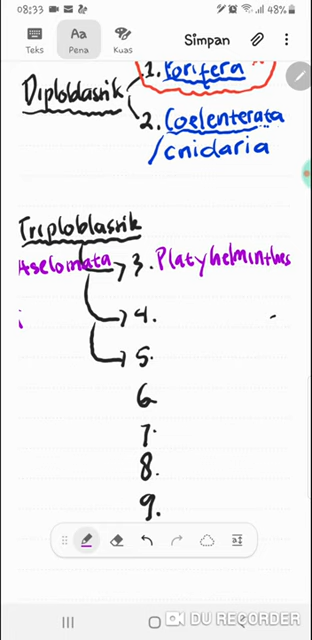 08:33 48%
Teks Pena Kuas Simpan
1. Porifera
Diploblastik
2. Coelenterata
/cnidaria
Triploblastik
Aselomata 3. Platyhelminthes
4.
5.
6
7.
8.
9.
DU RECORDER